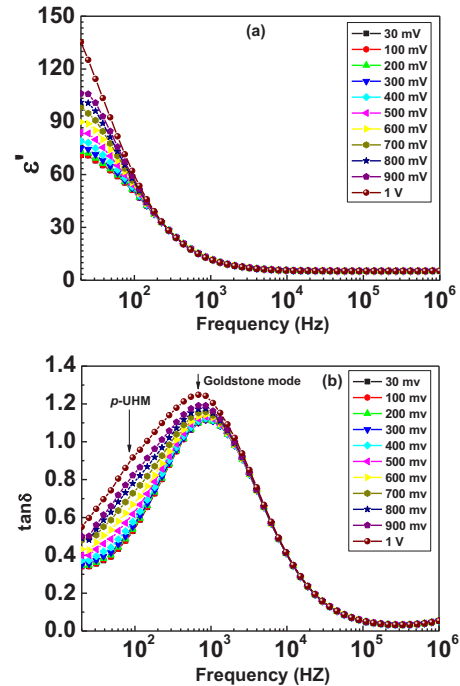 (a)
150
120
90
60
30
0
ε'
10² 10³ 10⁴ 10⁵ 10⁶
Frequency (Hz)
30 mV
100 mV
200 mV
300 mV
400 mV
500 mV
600 mV
700 mV
800 mV
900 mV
1 V
(b)
1.4
1.2
1.0
0.8
0.6
0.4
0.2
0.0
tanδ
p-UHM
Goldstone mode
10² 10³ 10⁴ 10⁵ 10⁶
Frequency (HZ)
30 mv
100 mv
200 mv
300 mv
400 mv
500 mv
600 mv
700 mv
800 mv
900 mv
1 V